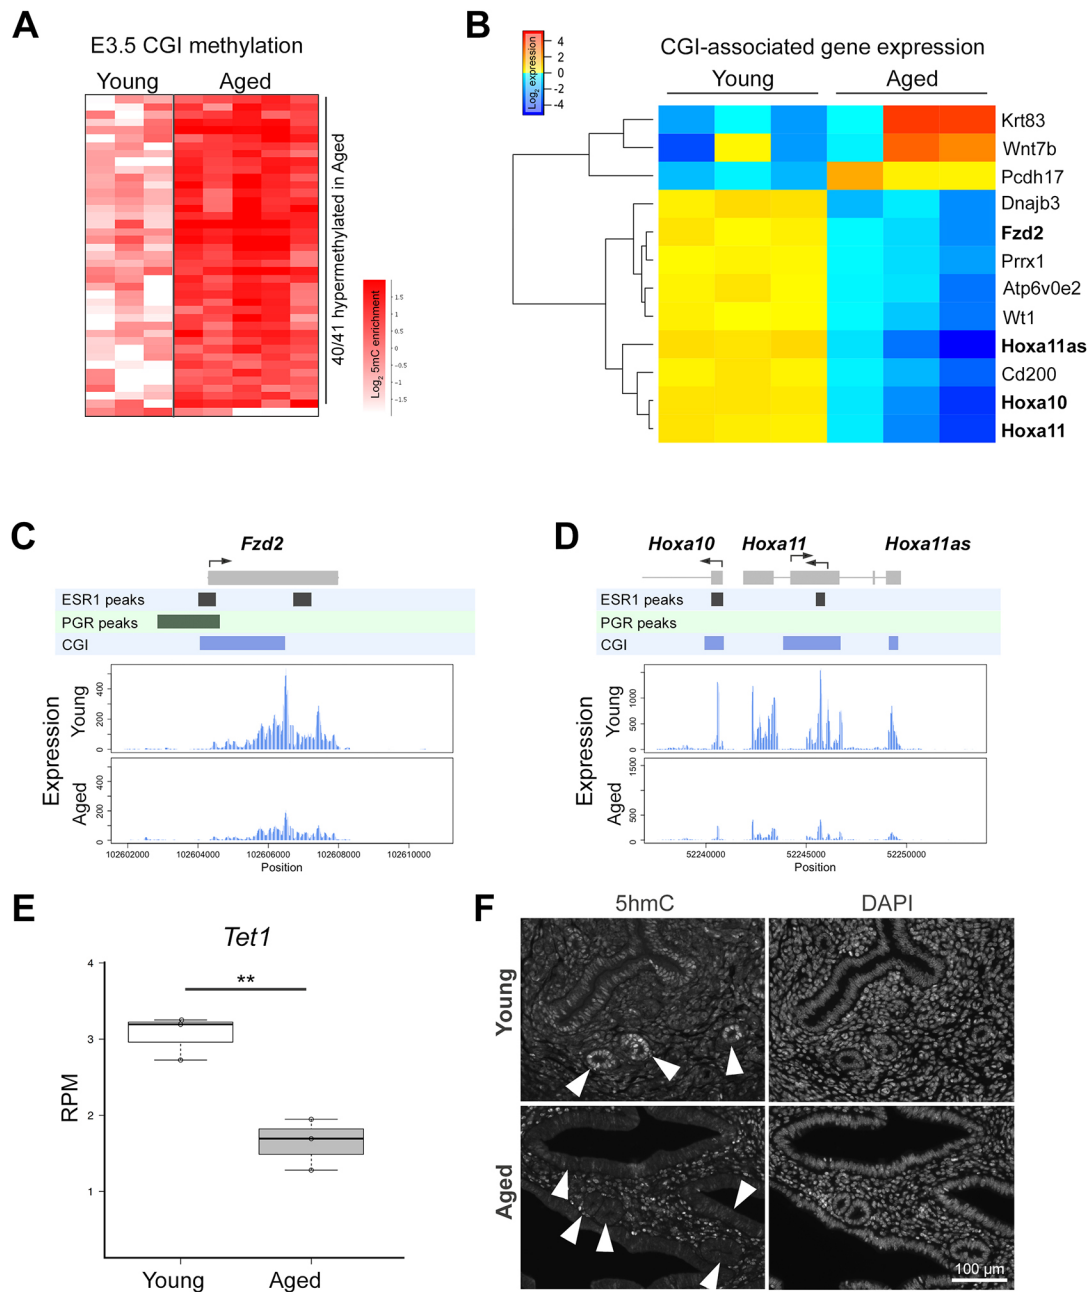 A
E3.5 CGI methylation
Young Aged
40/41 hypermethylated in Aged
Log2 5mC enrichment
1.5
1
0.5
0
−0.5
−1
−1.5
B
CGI-associated gene expression
Young Aged
Log2 expression
4
2
0
-2
-4
Krt83
Wnt7b
Pcdh17
Dnajb3
Fzd2
Prrx1
Atp6v0e2
Wt1
Hoxa11as
Cd200
Hoxa10
Hoxa11
C
Fzd2
ESR1 peaks
PGR peaks
CGI
Expression
Young
400
200
0
Aged
400
200
0
102602000 102604000 102606000 102608000 102610000
Position
D
Hoxa10 Hoxa11 Hoxa11as
ESR1 peaks
PGR peaks
CGI
Expression
Young
1000
500
0
Aged
1500
500
0
52240000 52245000 52250000
Position
E
Tet1
**
RPM
4
3
2
1
Young Aged
F
5hmC DAPI
Young
Aged
100 µm